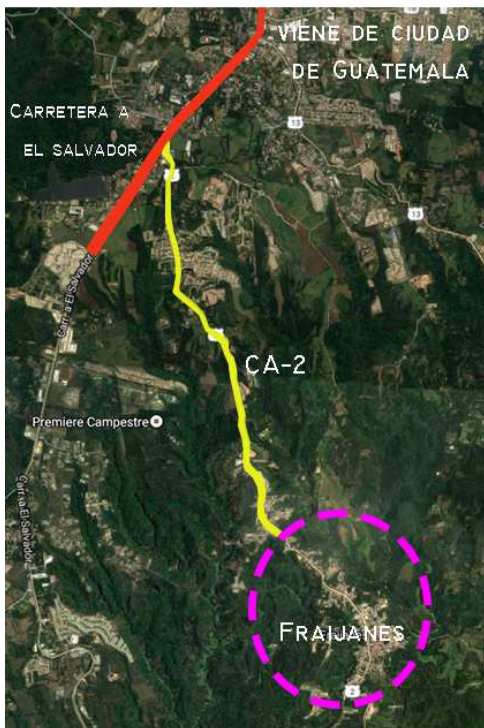 VIENE DE CIUDAD
DE GUATEMALA
CARRETERA A
EL SALVADOR
13
13
Carr. a El Salvador
CA-2
Premiere Campestre
Carr. a El Salvador
FRAIJANES
2